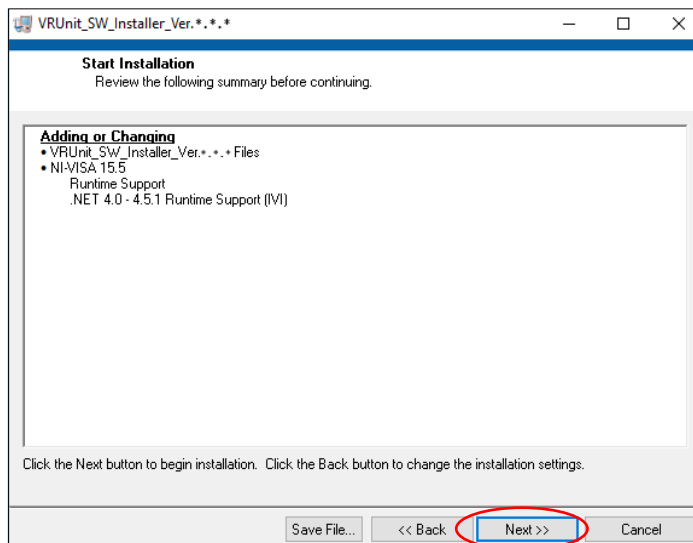 VRUnit_SW_Installer_Ver.*.*.*
Start Installation
Review the following summary before continuing.
Adding or Changing
• VRUnit_SW_Installer_Ver.*.*.* Files
• NI-VISA 15.5
Runtime Support
.NET 4.0 - 4.5.1 Runtime Support (IVI)
Click the Next button to begin installation.  Click the Back button to change the installation settings.
Save File... << Back Next >> Cancel